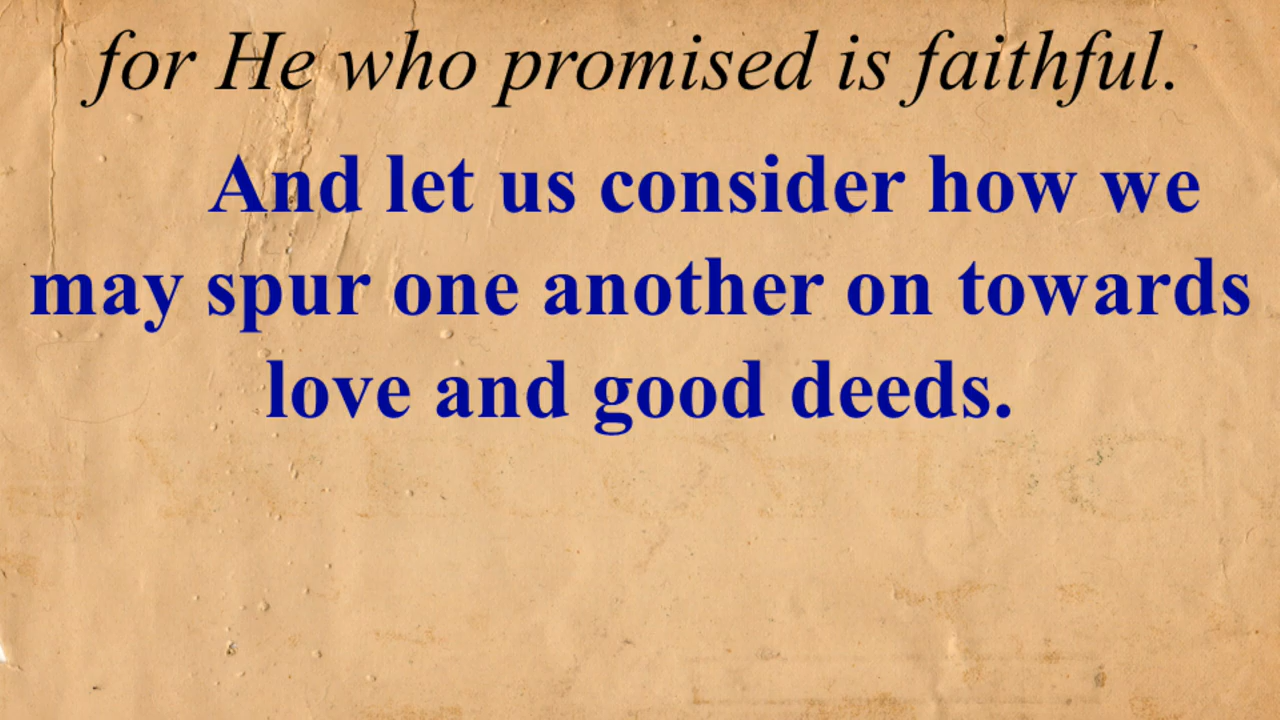 for He who promised is faithful.
And let us consider how we
may spur one another on towards
love and good deeds.